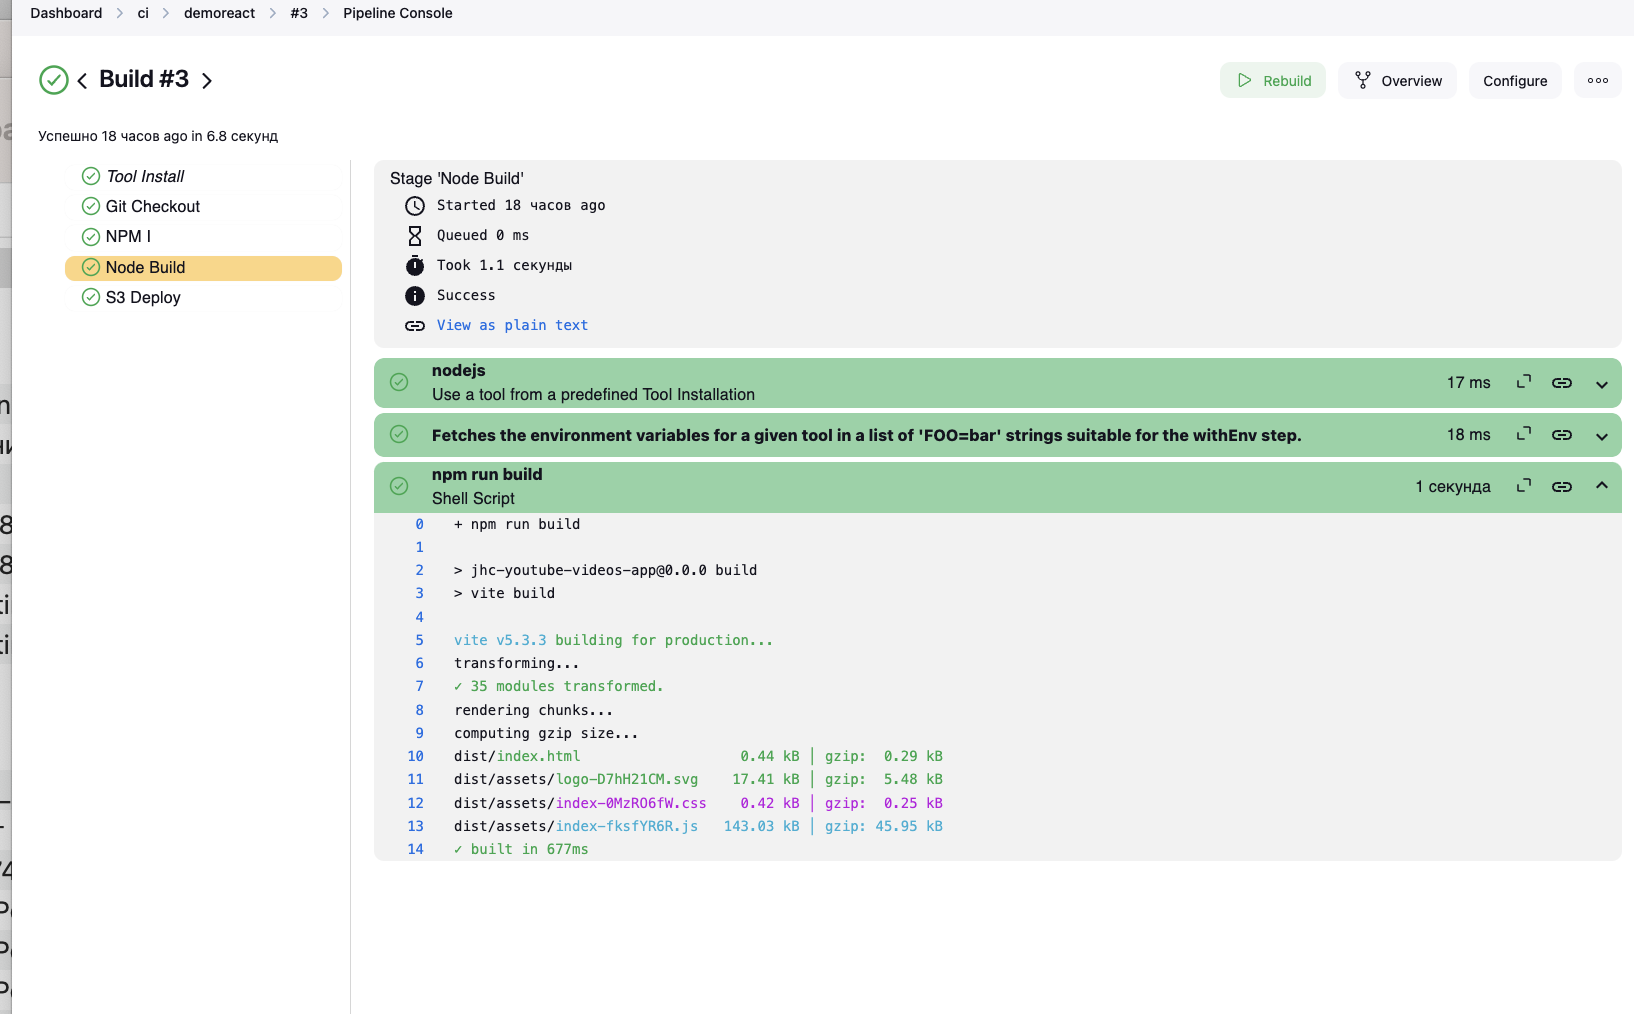 Dashboard > ci > demoreact > #3 > Pipeline Console
Build #3
Rebuild
Overview
Configure
Успешно 18 часов ago in 6.8 секунд
Tool Install
Git Checkout
NPM I
Node Build
S3 Deploy
Stage 'Node Build'
Started 18 часов ago
Queued 0 ms
Took 1.1 секунды
Success
View as plain text
nodejs
Use a tool from a predefined Tool Installation
17 ms
Fetches the environment variables for a given tool in a list of 'FOO=bar' strings suitable for the withEnv step.
18 ms
npm run build
Shell Script
1 секунда
0 + npm run build
1
2 > jhc-youtube-videos-app@0.0.0 build
3 > vite build
4
5 vite v5.3.3 building for production...
6 transforming...
7 ✓ 35 modules transformed.
8 rendering chunks...
9 computing gzip size...
10 dist/index.html 0.44 kB │ gzip: 0.29 kB
11 dist/assets/logo-D7hH21CM.svg 17.41 kB │ gzip: 5.48 kB
12 dist/assets/index-0MzRO6fW.css 0.42 kB │ gzip: 0.25 kB
13 dist/assets/index-fksfYR6R.js 143.03 kB │ gzip: 45.95 kB
14 ✓ built in 677ms